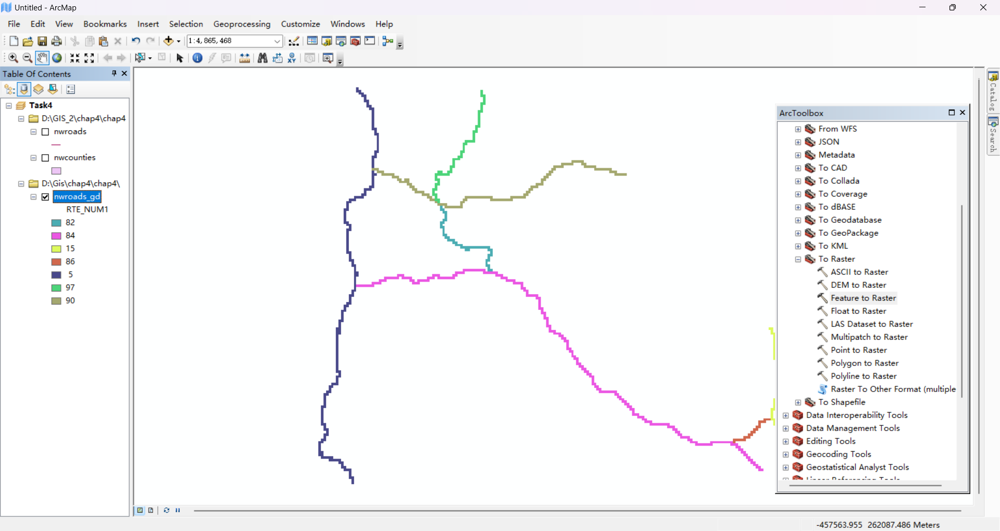 Untitled - ArcMap
File Edit View Bookmarks Insert Selection Geoprocessing Customize Windows Help
1:4,865,468
Table Of Contents
Task4
D:\GIS_2\chap4\chap4
nwroads
nwcounties
D:\Gis\chap4\chap4\
nwroads_gd
RTE_NUM1
82
84
15
86
5
97
90
ArcToolbox
From WFS
JSON
Metadata
To CAD
To Collada
To Coverage
To dBASE
To Geodatabase
To GeoPackage
To KML
To Raster
ASCII to Raster
DEM to Raster
Feature to Raster
Float to Raster
LAS Dataset to Raster
Multipatch to Raster
Point to Raster
Polygon to Raster
Polyline to Raster
Raster To Other Format (multiple
To Shapefile
Data Interoperability Tools
Data Management Tools
Editing Tools
Geocoding Tools
Geostatistical Analyst Tools
Linear Referencing Tools
Catalog
Search
-457563.955 262087.486 Meters